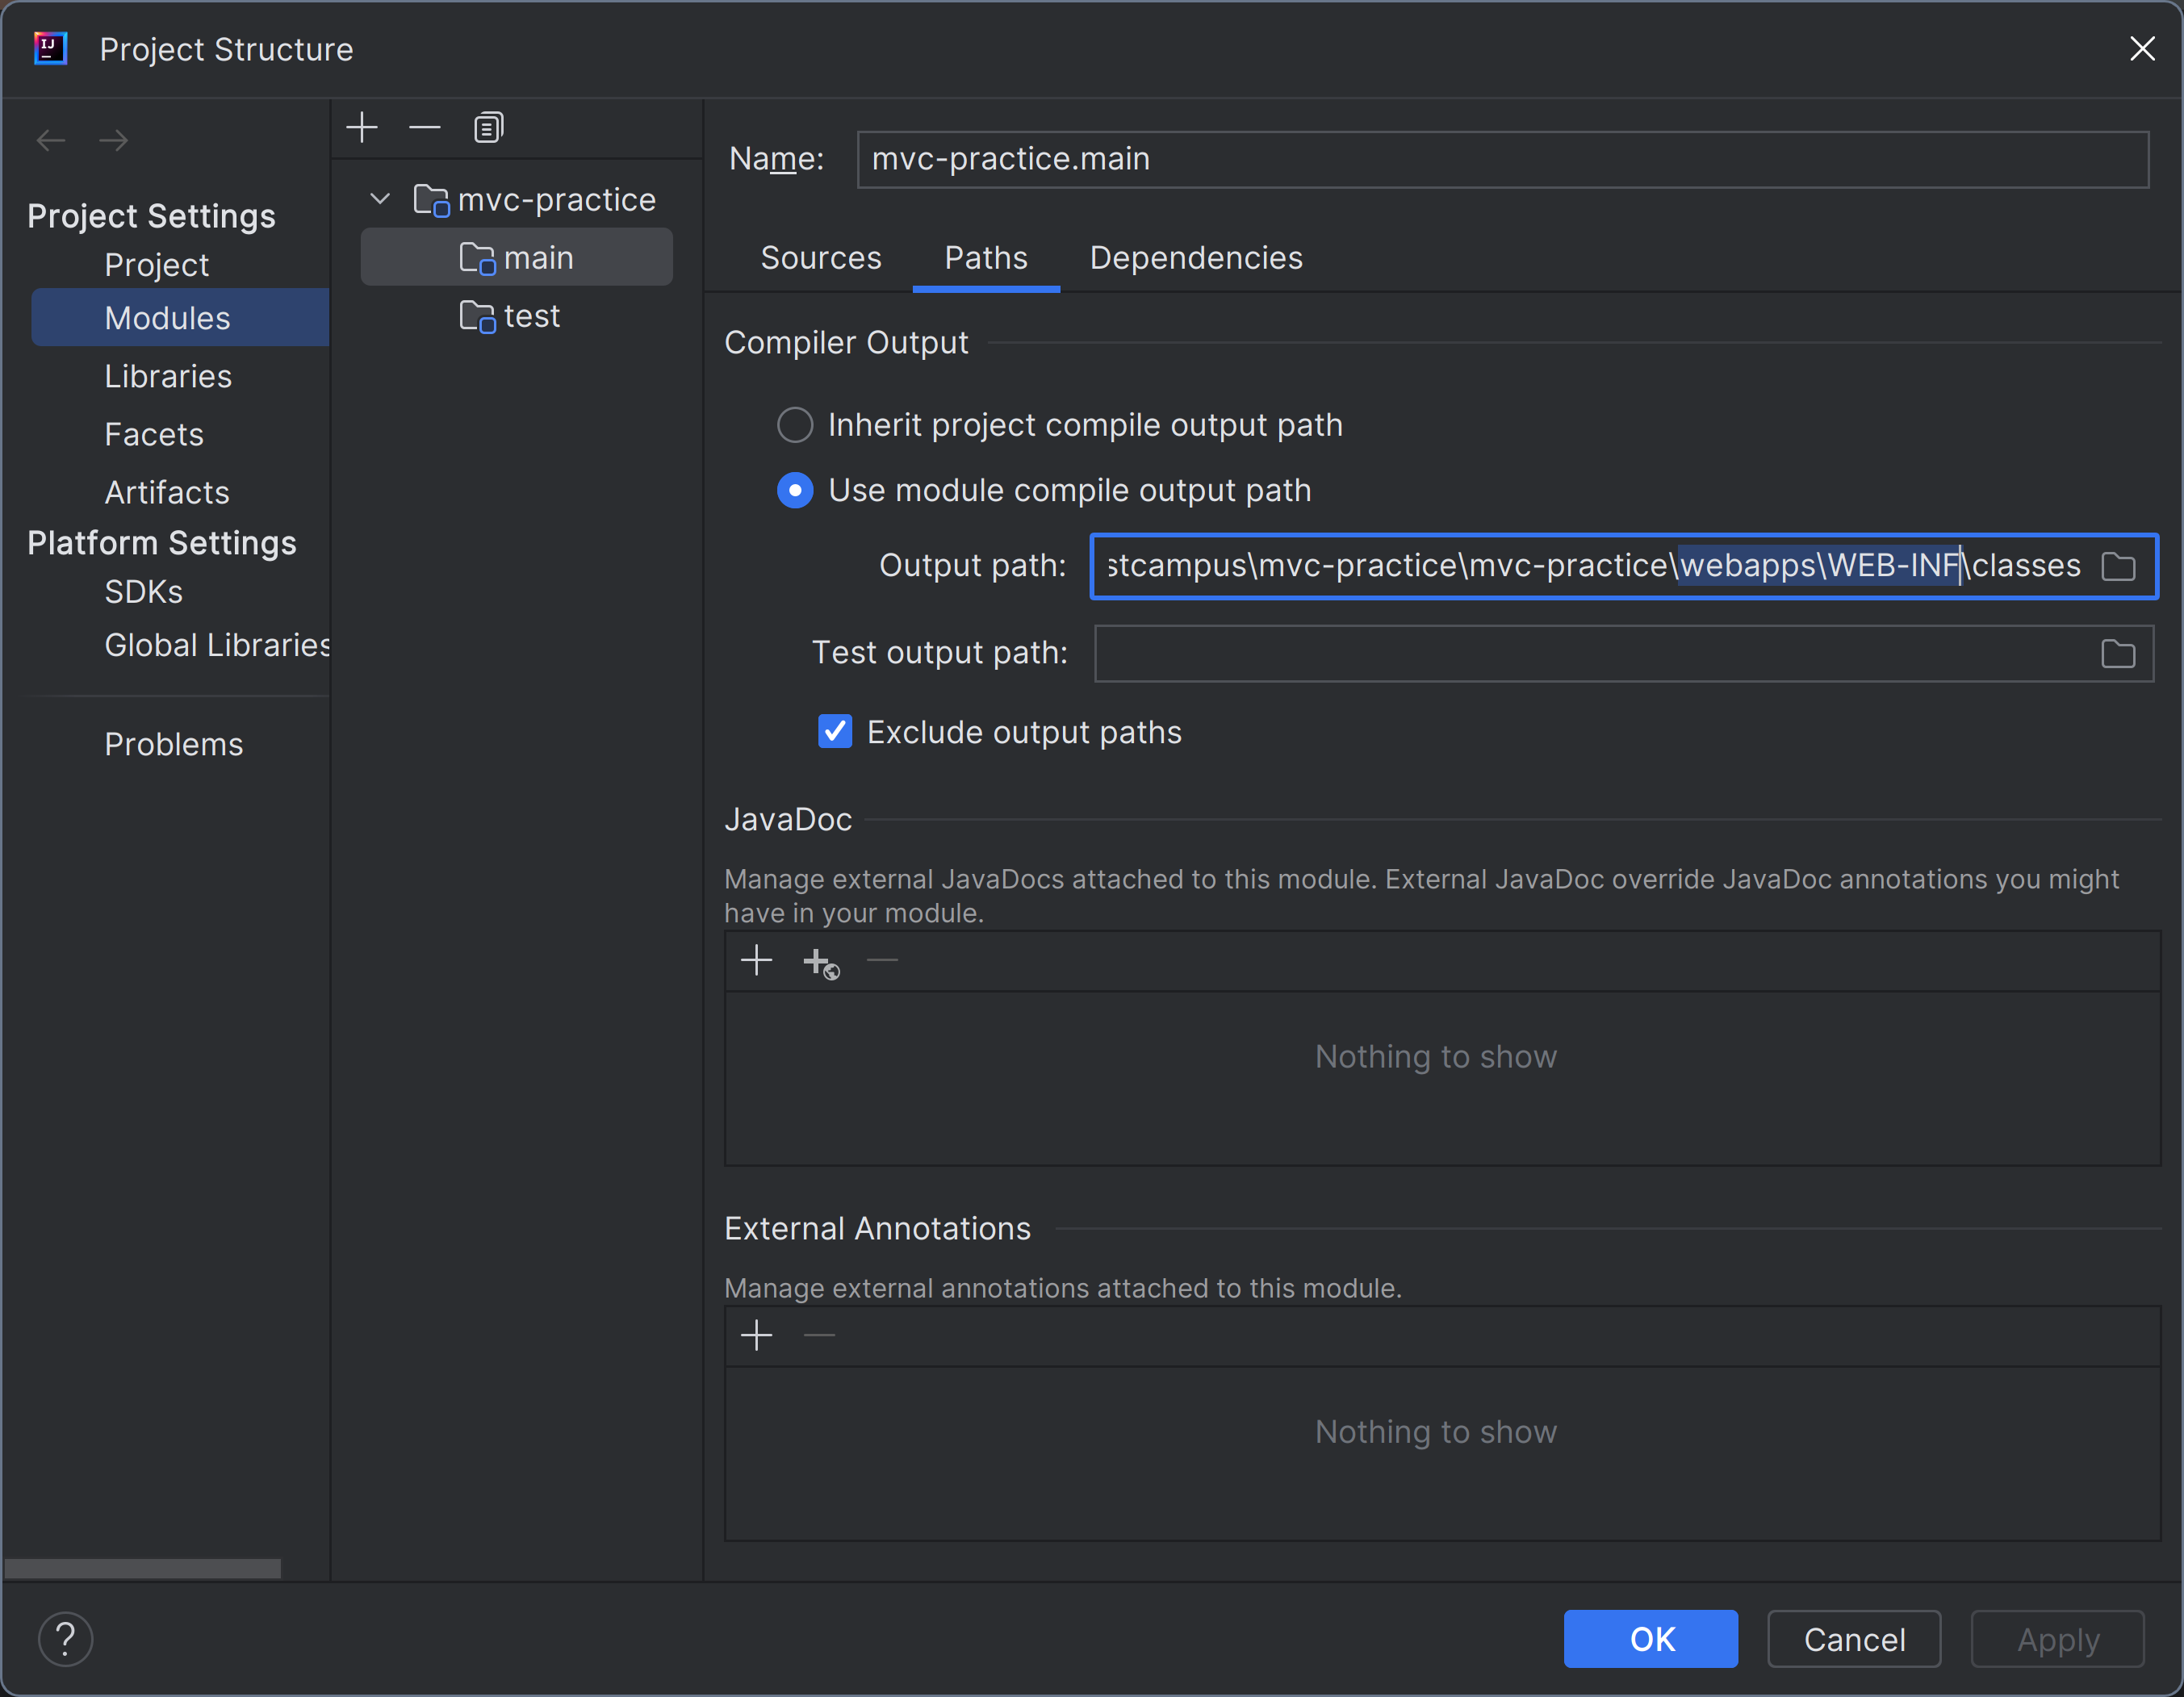 IJ
Project Structure
Project Settings
Project
Modules
Libraries
Facets
Artifacts
Platform Settings
SDKs
Global Libraries
Problems
mvc-practice
main
test
Name: mvc-practice.main
Sources Paths Dependencies
Compiler Output
Inherit project compile output path
Use module compile output path
Output path: stcampus\mvc-practice\mvc-practice\webapps\WEB-INF\classes
Test output path:
Exclude output paths
JavaDoc
Manage external JavaDocs attached to this module. External JavaDoc override JavaDoc annotations you might
have in your module.
Nothing to show
External Annotations
Manage external annotations attached to this module.
Nothing to show
?
OK Cancel Apply